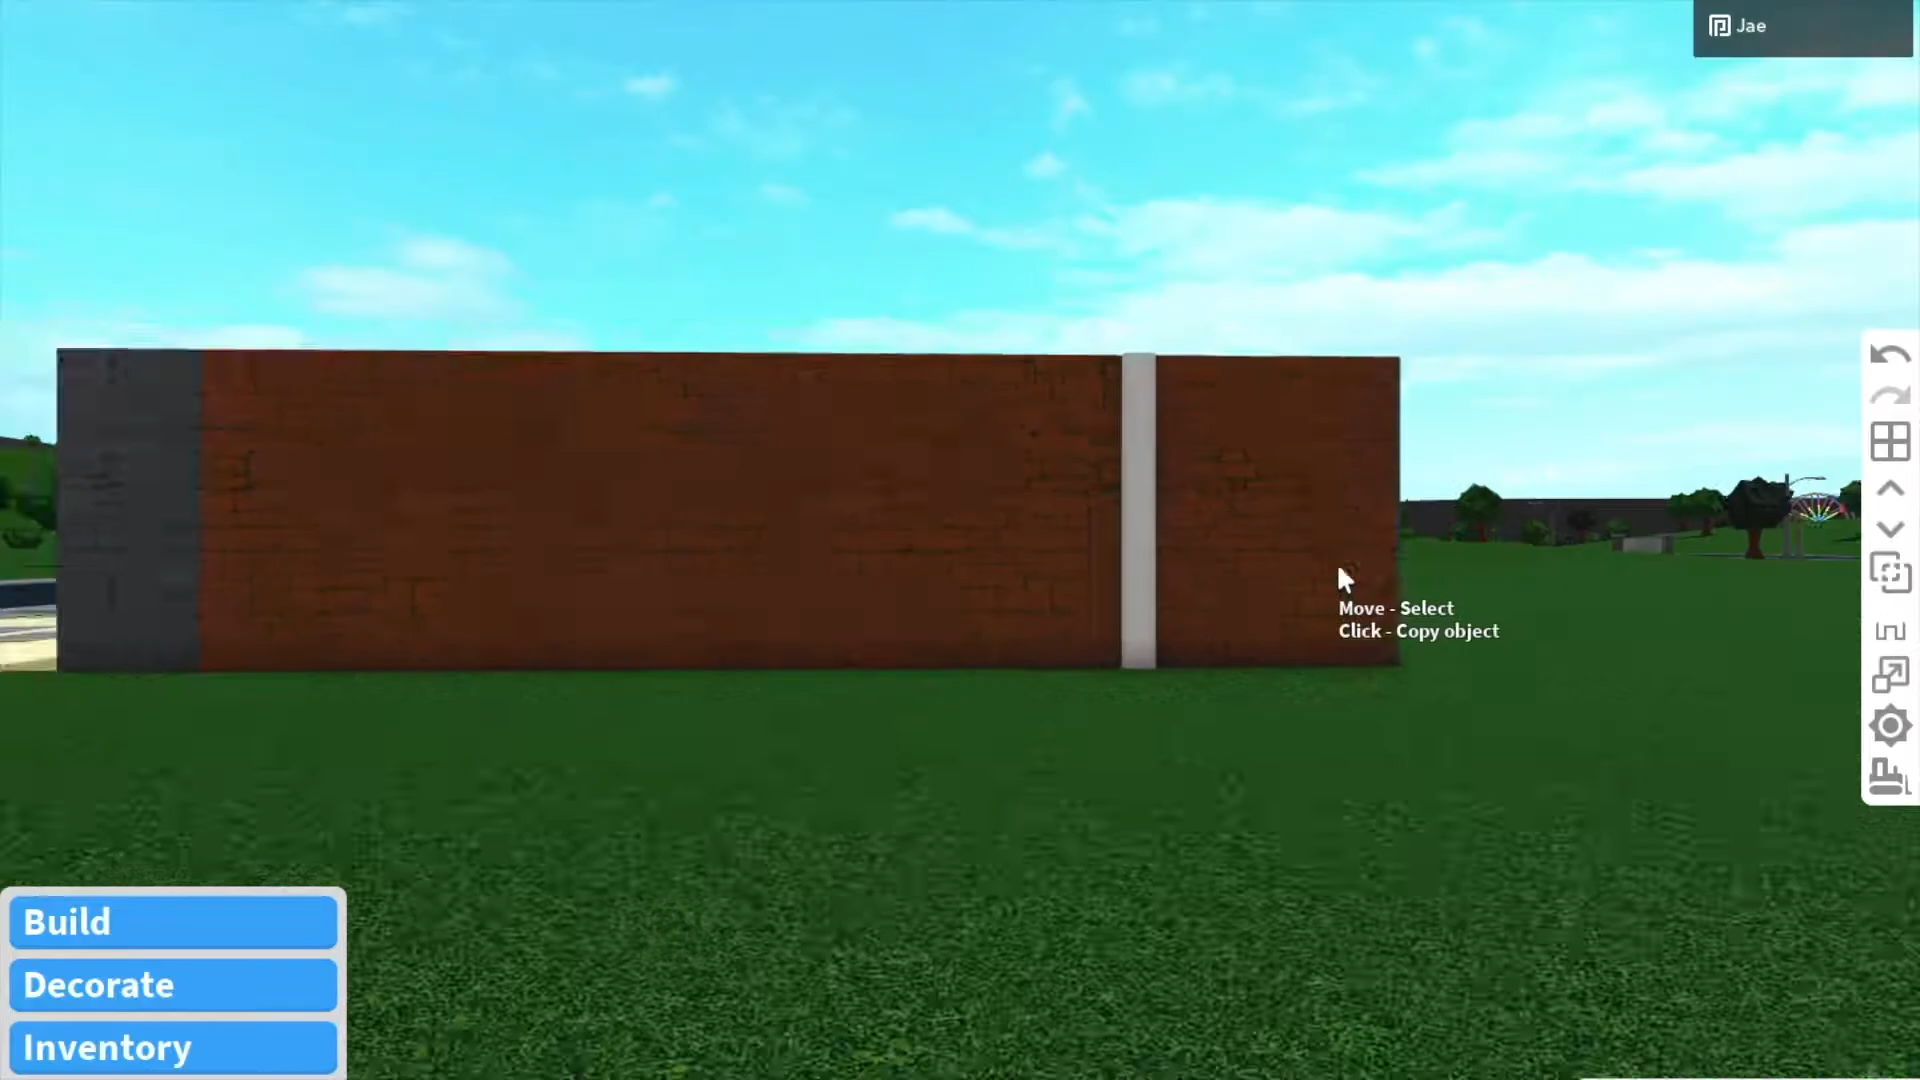 Jae
Move - Select
Click - Copy object
Build
Decorate
Inventory